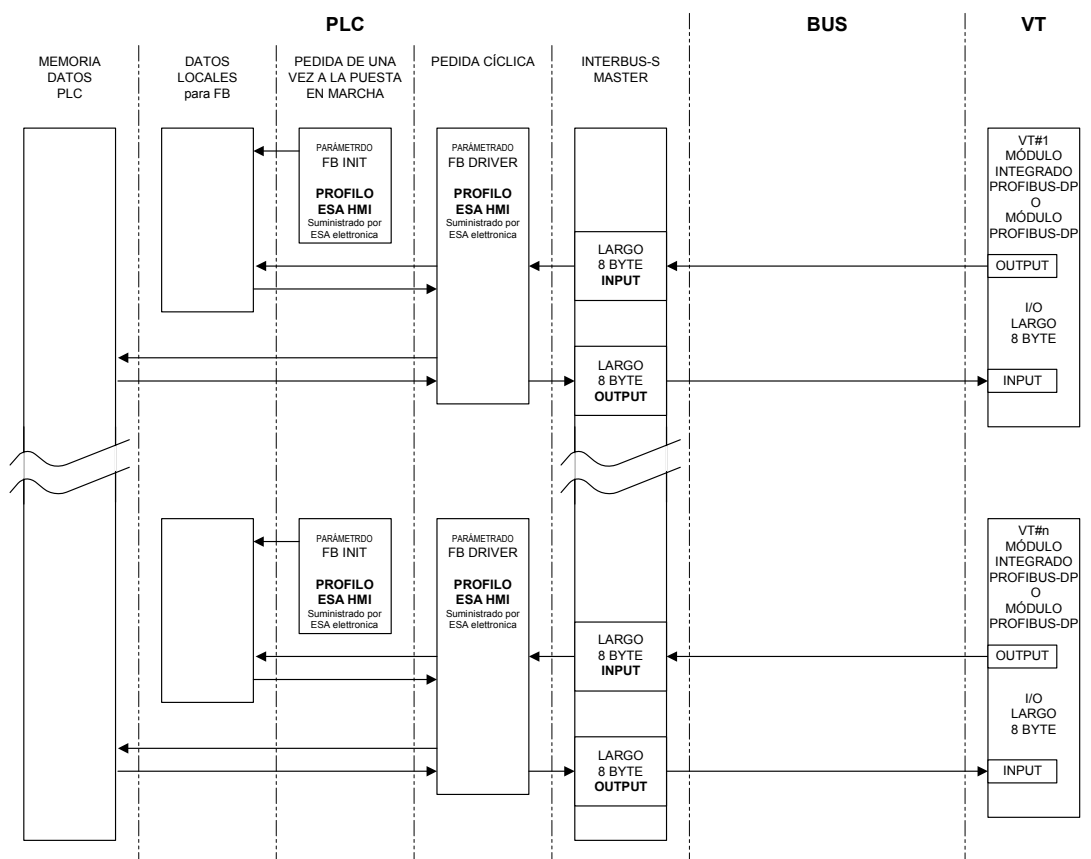 PLC
BUS
VT
MEMORIA
DATOS
PLC
DATOS
LOCALES
para FB
PEDIDA DE UNA
VEZ A LA PUESTA
EN MARCHA
PEDIDA CÍCLICA
INTERBUS-S
MASTER
PARÁMETRDO
FB INIT
PROFILO
ESA HMI
Suministrado por
ESA elettronica
PARÁMETRADO
FB DRIVER
PROFILO
ESA HMI
Suministrado por
ESA elettronica
LARGO
8 BYTE
INPUT
LARGO
8 BYTE
OUTPUT
VT#1
MÓDULO
INTEGRADO
PROFIBUS-DP
O
MÓDULO
PROFIBUS-DP
OUTPUT
I/O
LARGO
8 BYTE
INPUT
PARÁMETRDO
FB INIT
PROFILO
ESA HMI
Suministrado por
ESA elettronica
PARÁMETRADO
FB DRIVER
PROFILO
ESA HMI
Suministrado por
ESA elettronica
LARGO
8 BYTE
INPUT
LARGO
8 BYTE
OUTPUT
VT#n
MÓDULO
INTEGRADO
PROFIBUS-DP
O
MÓDULO
PROFIBUS-DP
OUTPUT
I/O
LARGO
8 BYTE
INPUT